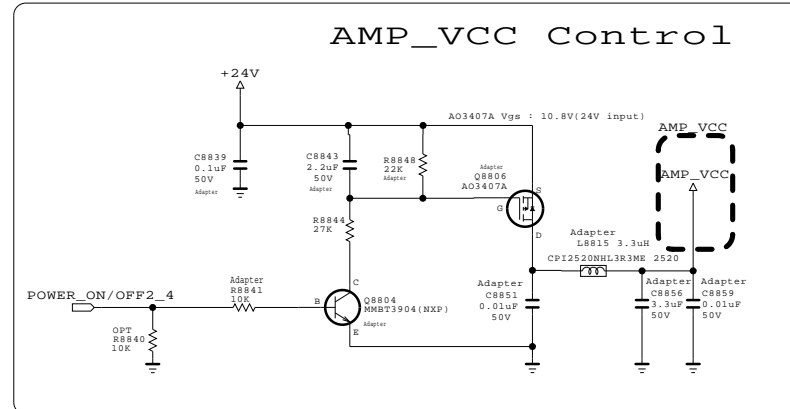 AMP_VCC Control
+24V
AO3407A Vgs : 10.8V(24V input)
AMP_VCC
AMP_VCC
C8839
0.1uF
50V
Adapter
C8843
2.2uF
50V
Adapter
R8848
22K
Adapter
Adapter
Q8806
AO3407A
S
G
D
R8844
27K
Adapter
L8815 3.3uH
CPI2520NHL3R3ME 2520
POWER_ON/OFF2_4
Adapter
R8841
10K
C
B
E
Q8804
MMBT3904(NXP)
Adapter
OPT
R8840
10K
Adapter
C8851
0.01uF
50V
Adapter
C8856
3.3uF
50V
Adapter
C8859
0.01uF
50V